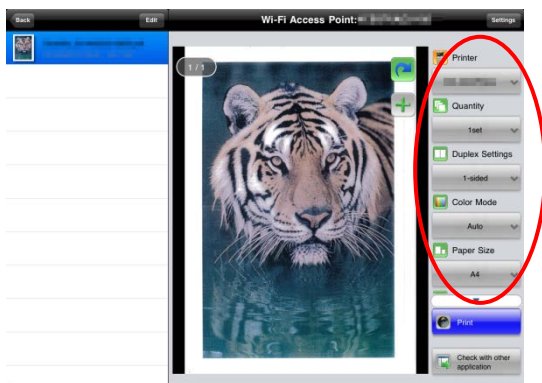 Back
Edit
Wi-Fi Access Point:
Settings
1 / 1
Printer
Quantity
1set
Duplex Settings
1-sided
Color Mode
Auto
Paper Size
A4
Print
Check with other
application